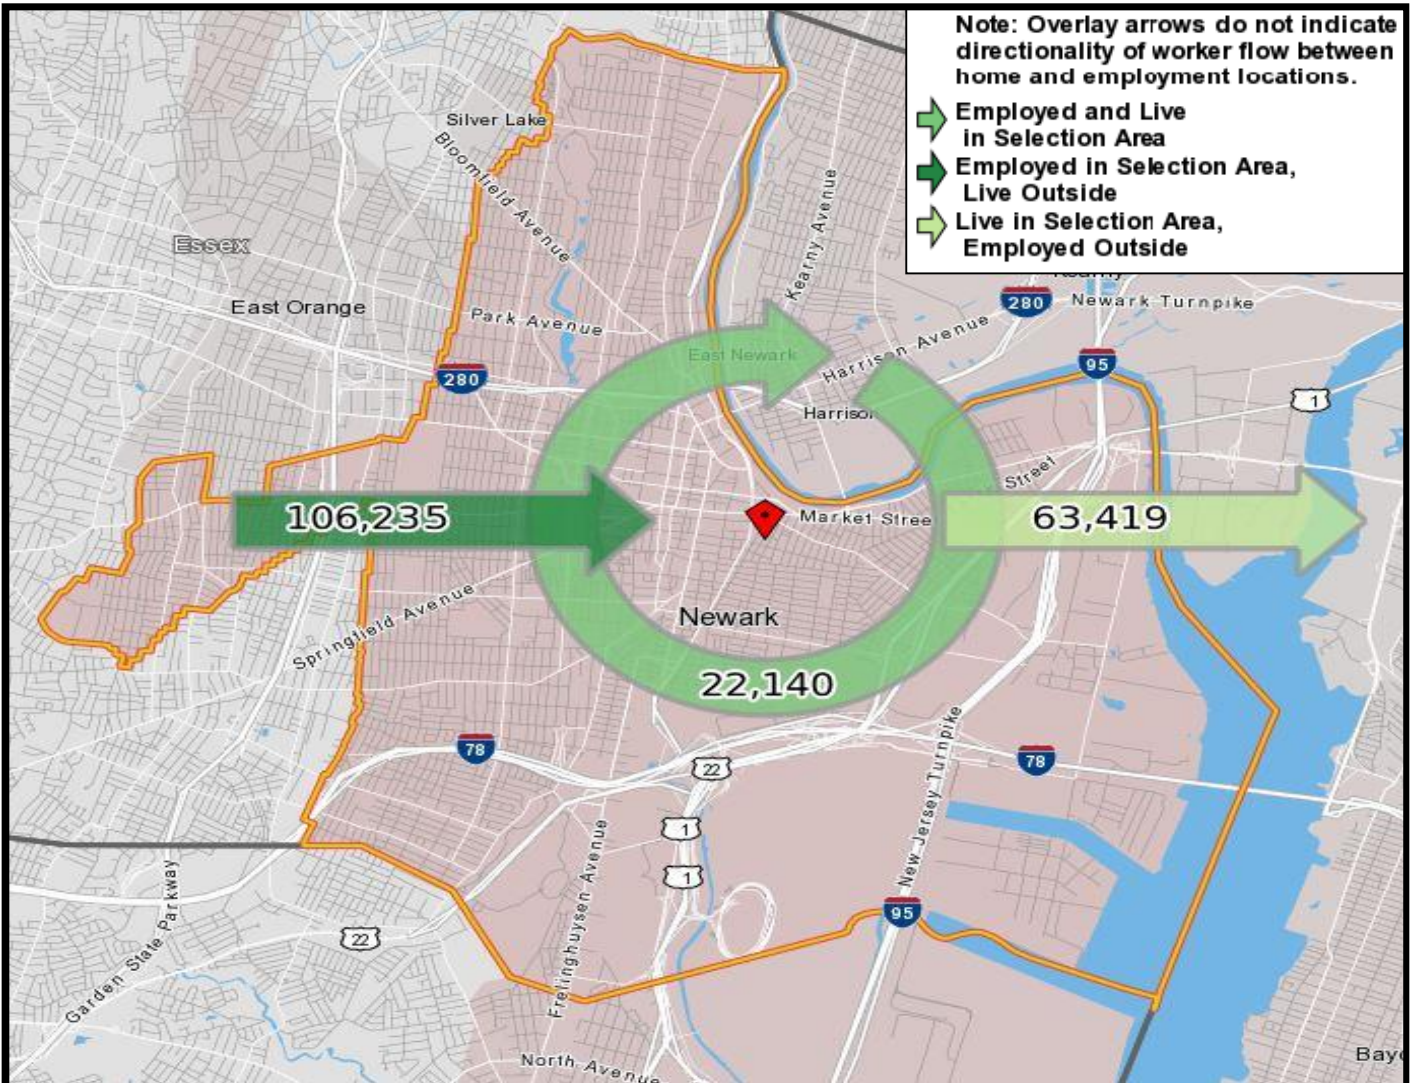 Note: Overlay arrows do not indicate
directionality of worker flow between
home and employment locations.
Employed and Live
in Selection Area
Employed in Selection Area,
Live Outside
Live in Selection Area,
Employed Outside
Silver Lake
Bloomfield Avenue
Kearny Avenue
Essex
East Orange
Park Avenue
280
Newark Turnpike
East Newark
Harrison Avenue
95
280
1
Harrison
Street
106,235
Market Stree
63,419
Springfield Avenue
Newark
22,140
78
22
78
New Jersey Turnpike
1
1
Frelinghuysen Avenue
Garden State Parkway
22
95
North Avenue
Bayo